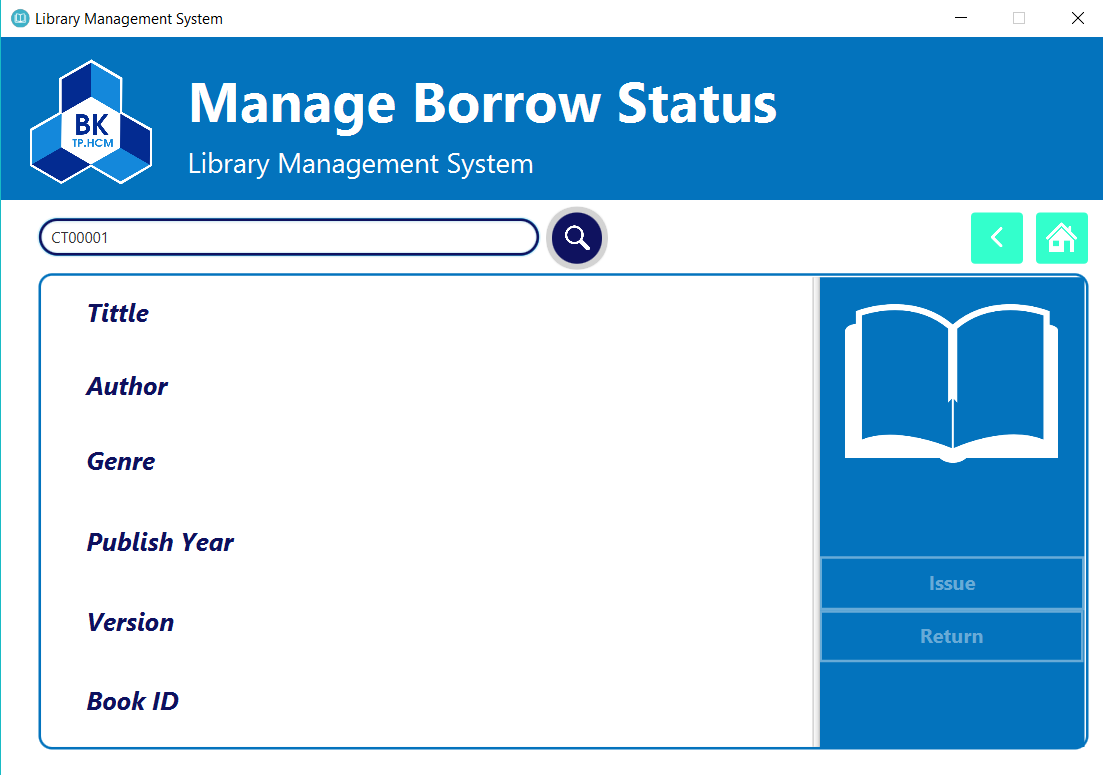 Library Management System
BK
TP.HCM
Manage Borrow Status
Library Management System
CT00001
Tittle
Author
Genre
Publish Year
Version
Book ID
Issue
Return